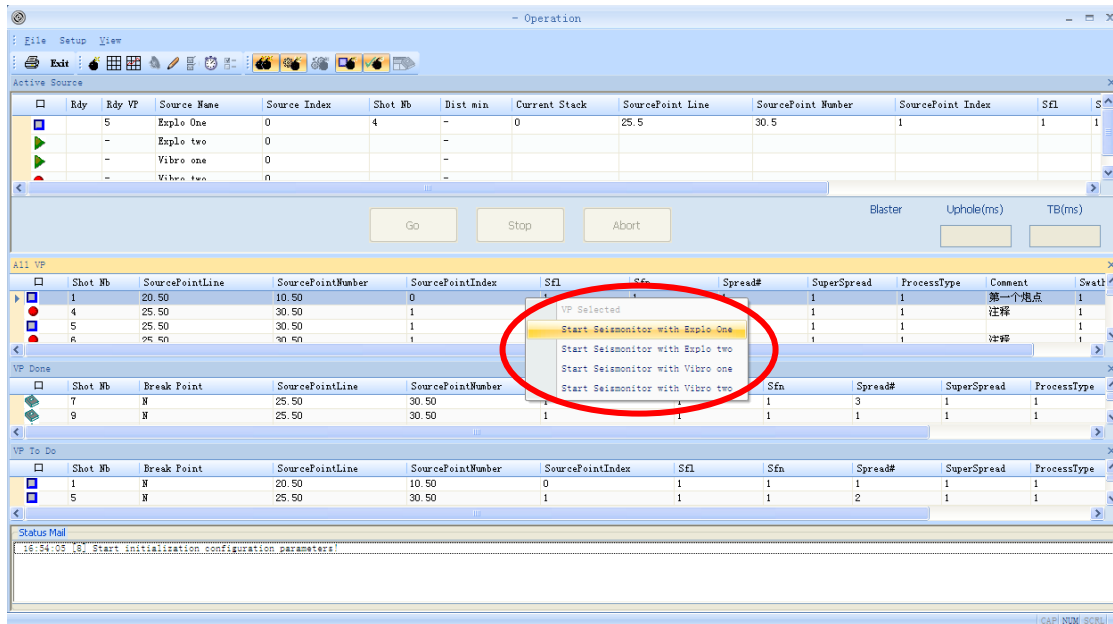 - Operation
File Setup View
Exit
Active Source
Rdy Rdy VP Source Name Source Index Shot Nb Dist min Current Stack SourcePoint Line SourcePoint Number SourcePoint Index Sfl S
5 Explo One 0 4 - 0 25.5 30.5 1 1 1
- Explo two 0 -
- Vibro one 0 -
- Vibro two 0 -
Blaster Uphole(ms) TB(ms)
Go Stop Abort
All VP
Shot Nb SourcePointLine SourcePointNumber SourcePointIndex Sfl Sfn Spread# SuperSpread ProcessType Comment Swath
1 20.50 10.50 0 1 1 1 1 1 第一个炮点 1
4 25.50 30.50 1 1 1 注释 1
5 25.50 30.50 1 1 1 1
6 25.50 30.50 1 1 1 注释 1
VP Selected
Start Seismonitor with Explo One
Start Seismonitor with Explo two
Start Seismonitor with Vibro one
Start Seismonitor with Vibro two
VP Done
Shot Nb Break Point SourcePointLine SourcePointNumber Sfn Spread# SuperSpread ProcessType
7 N 25.50 30.50 1 1 1 3 1 1
9 N 25.50 30.50 1 1 1 1 1 1
VP To Do
Shot Nb Break Point SourcePointLine SourcePointNumber SourcePointIndex Sfl Sfn Spread# SuperSpread ProcessType
1 N 20.50 10.50 0 1 1 1 1 1
5 N 25.50 30.50 1 1 1 2 1 1
Status Mail
16:54:05 [8] Start initialization configuration parameters!
CAP NUM SCRL